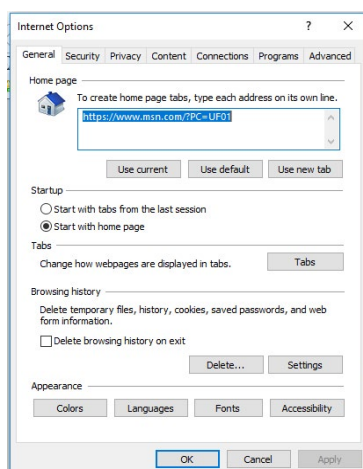 Internet Options ? X
General Security Privacy Content Connections Programs Advanced
Home page
To create home page tabs, type each address on its own line.
https://www.msn.com/?PC=UF01
Use current Use default Use new tab
Startup
Start with tabs from the last session
Start with home page
Tabs
Change how webpages are displayed in tabs. Tabs
Browsing history
Delete temporary files, history, cookies, saved passwords, and web
form information.
Delete browsing history on exit
Delete... Settings
Appearance
Colors Languages Fonts Accessibility
OK Cancel Apply